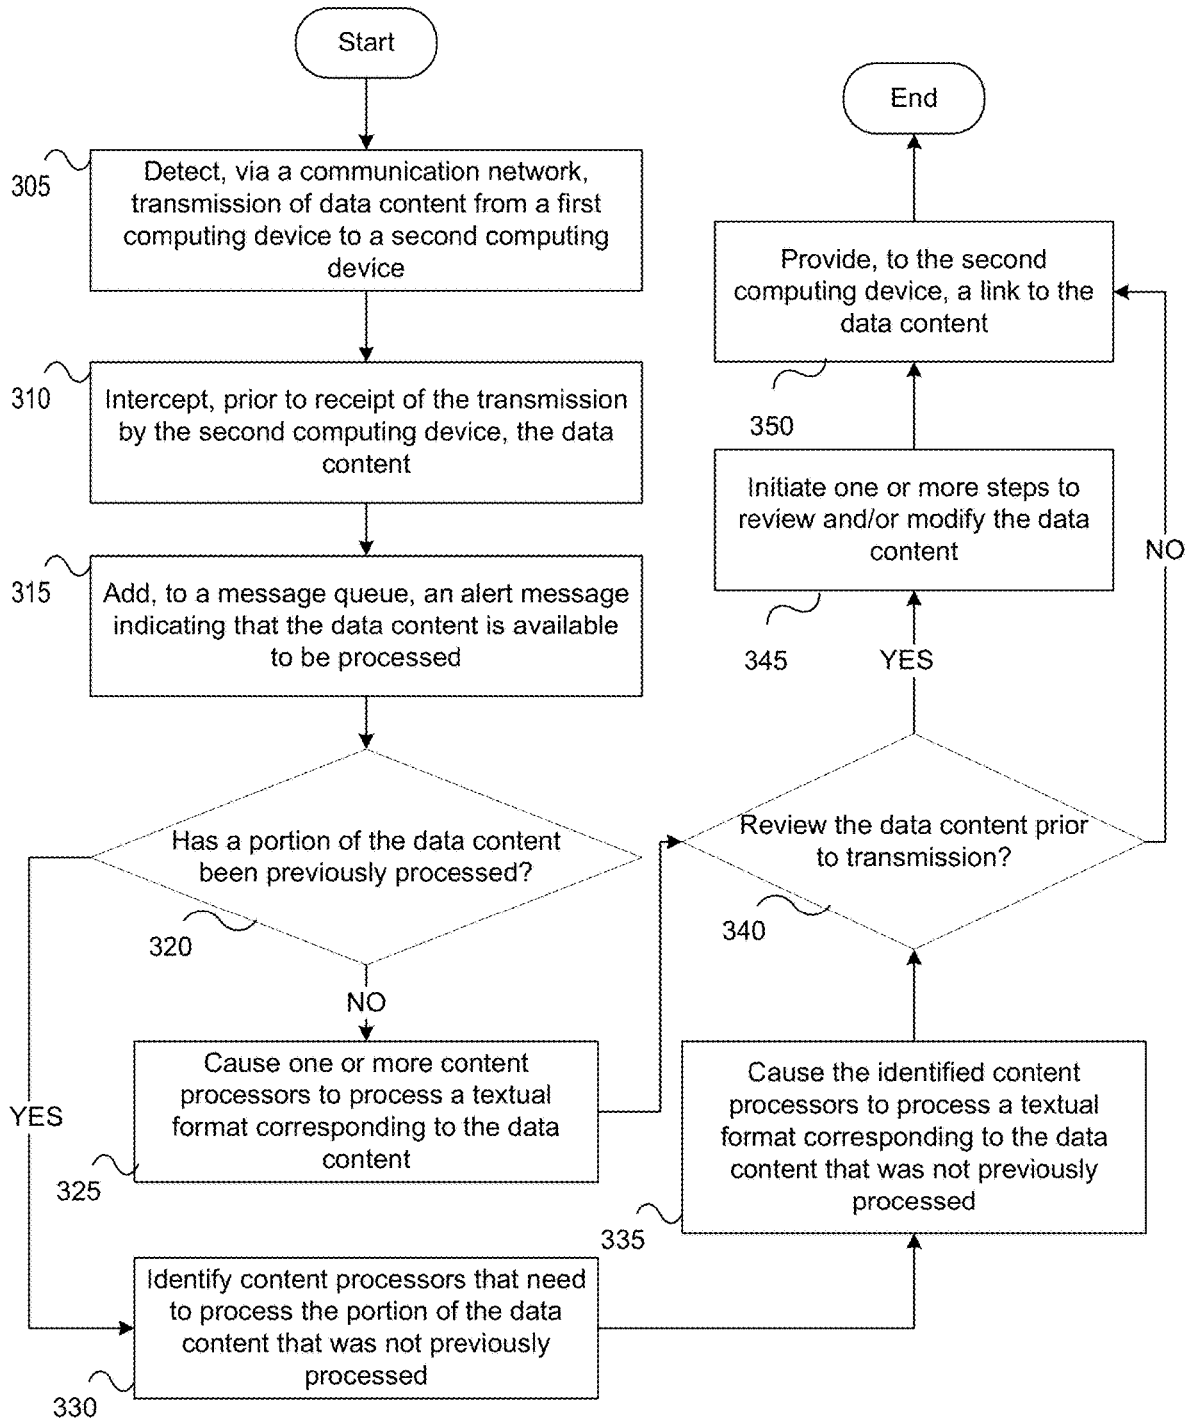 Start
305
Detect, via a communication network,
transmission of data content from a first
computing device to a second computing
device
310
Intercept, prior to receipt of the transmission
by the second computing device, the data
content
315
Add, to a message queue, an alert message
indicating that the data content is available
to be processed
Has a portion of the data content
been previously processed?
320
NO
YES
Cause one or more content
processors to process a textual
format corresponding to the data
content
325
Identify content processors that need
to process the portion of the data
content that was not previously
processed
330
Cause the identified content
processors to process a textual
format corresponding to the data
content that was not previously
processed
335
Review the data content prior
to transmission?
340
YES
NO
Initiate one or more steps to
review and/or modify the data
content
345
Provide, to the second
computing device, a link to the
data content
350
End